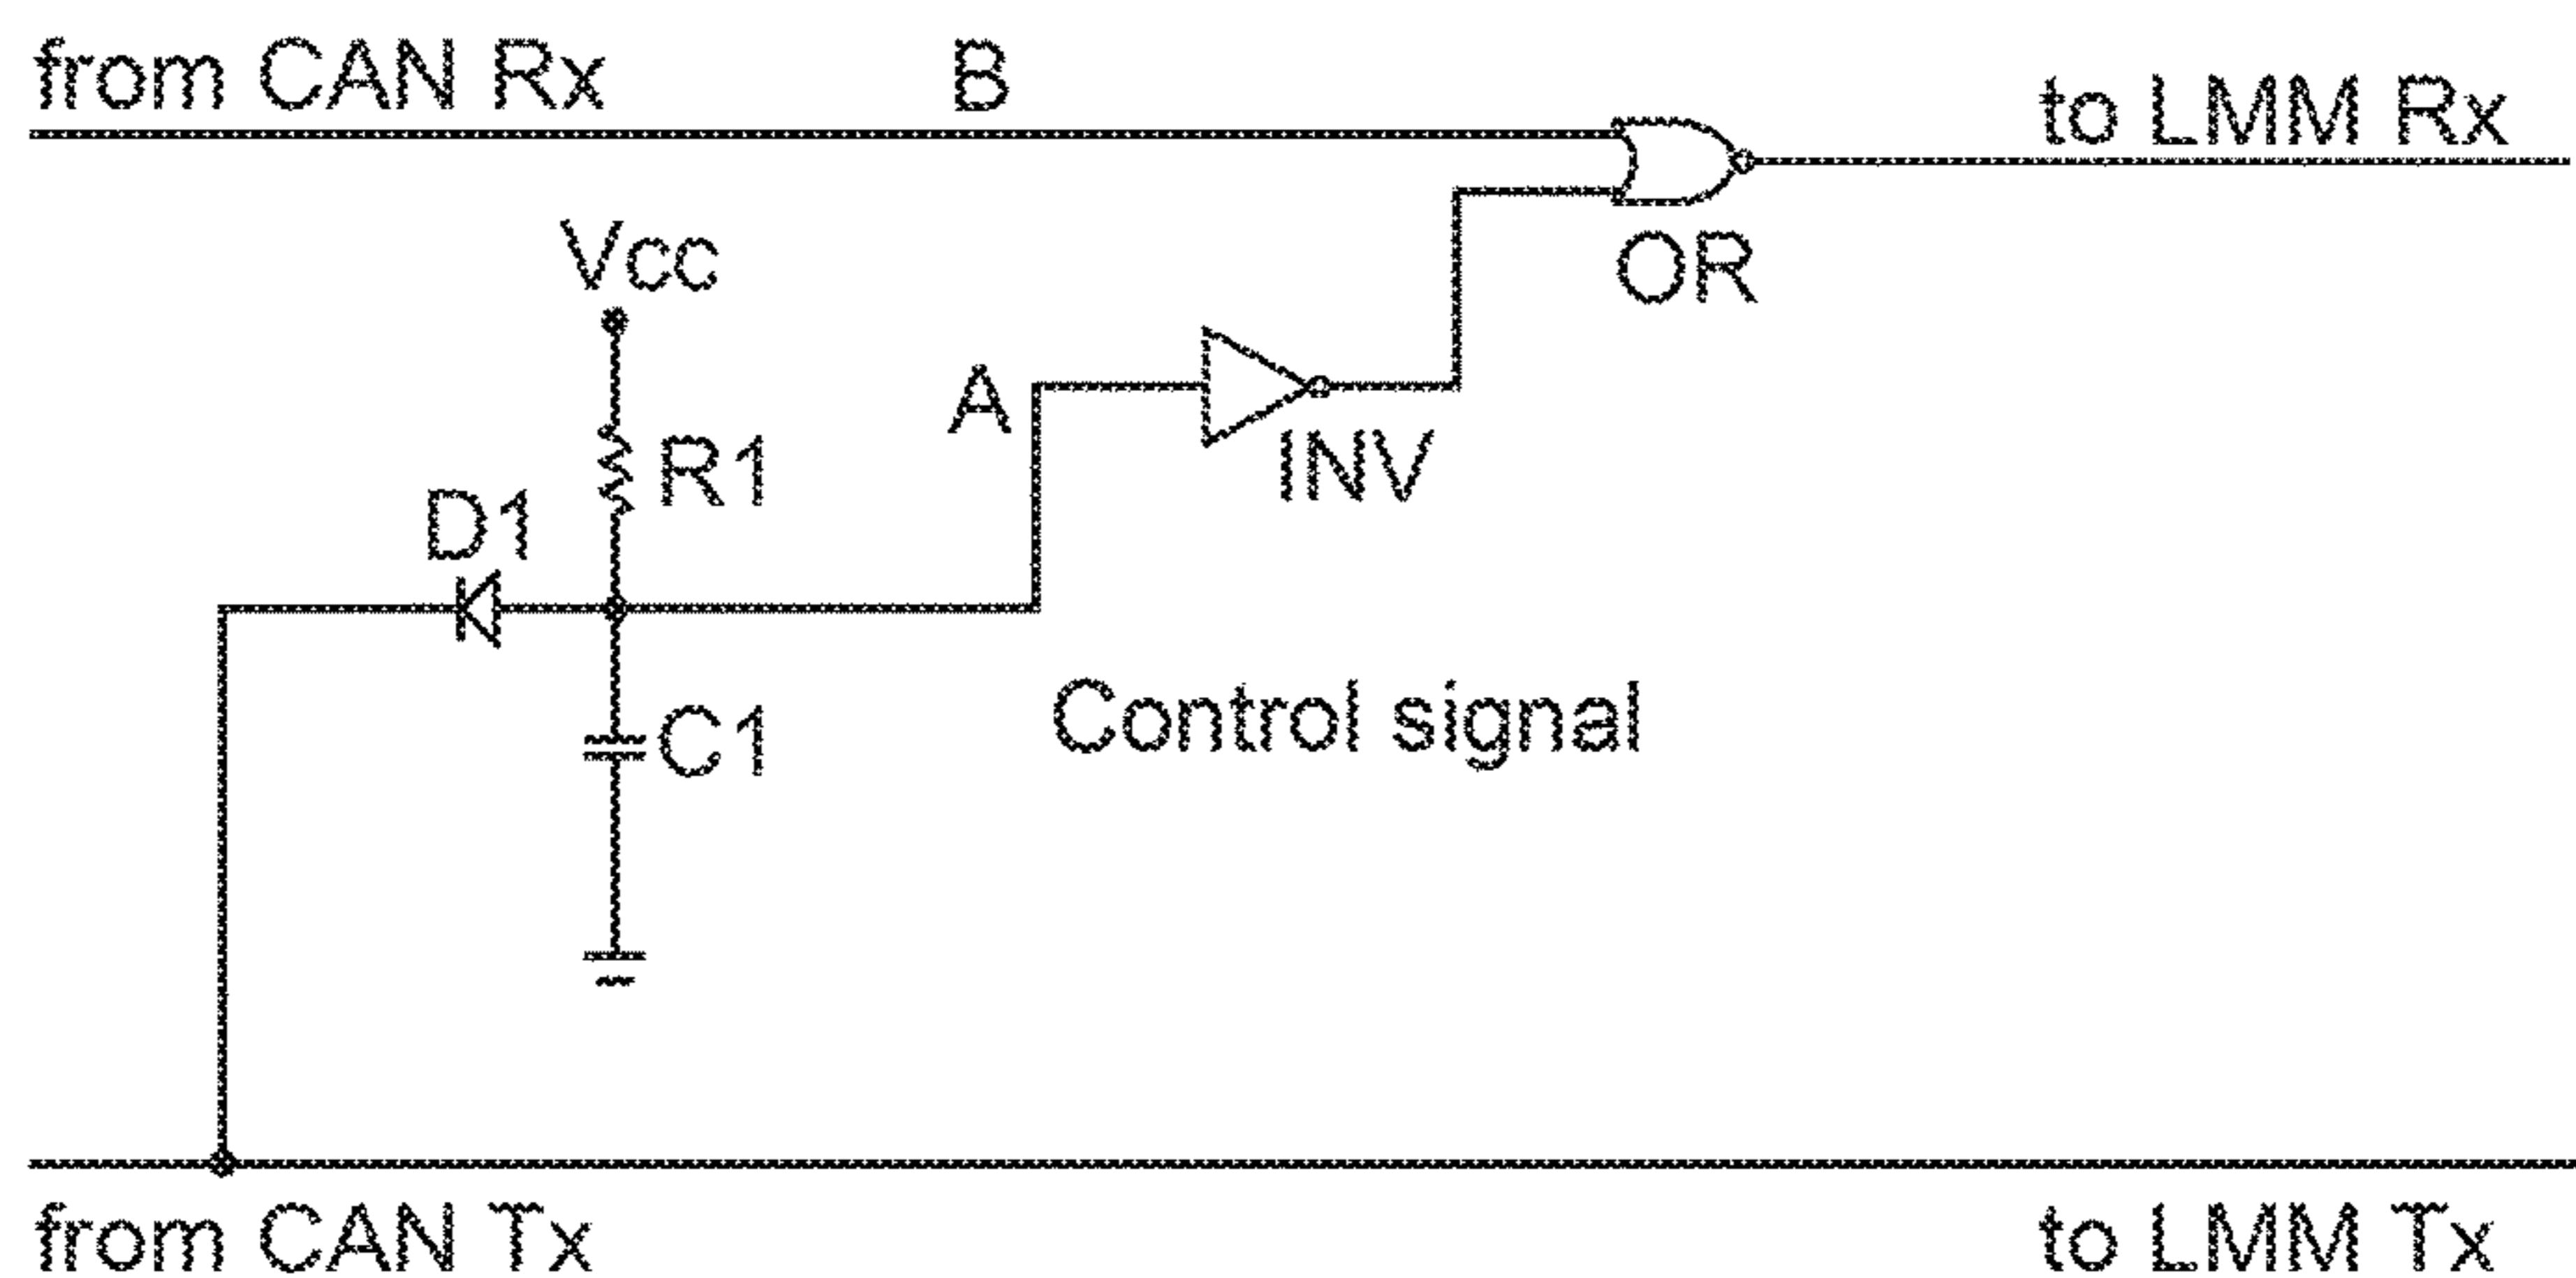 from CAN Rx
B
to LMM Rx
OR
Vcc
A
R1
INV
D1
C1
Control signal
from CAN Tx
to LMM Tx